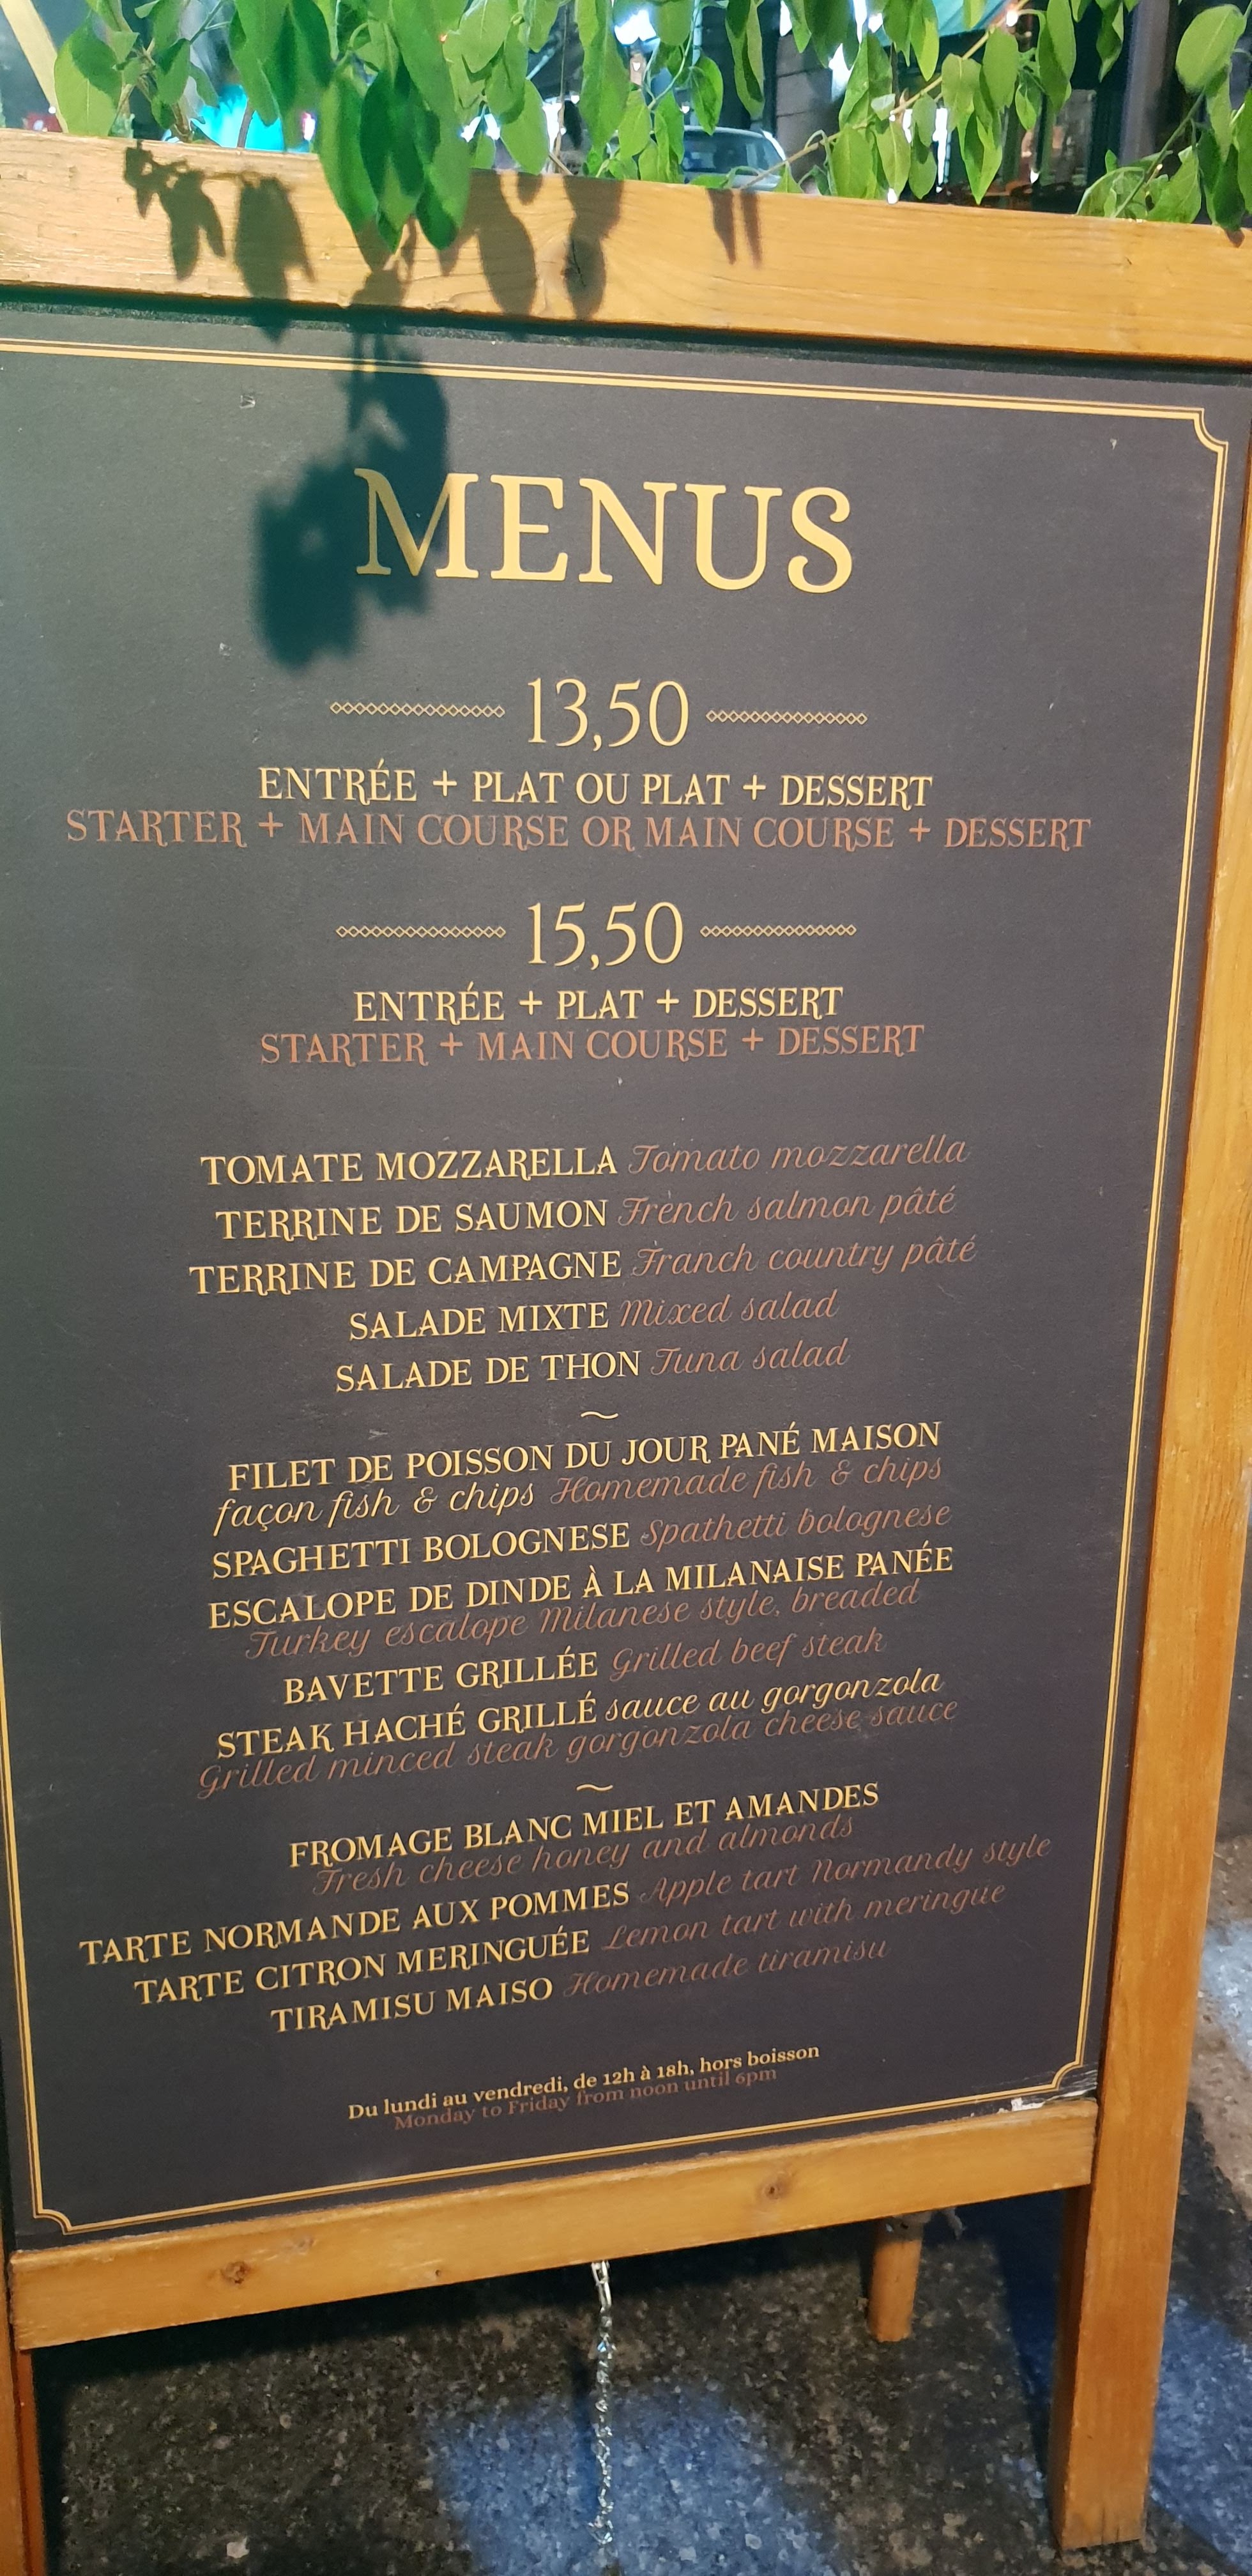 MENUS
13,50
ENTRÉE + PLAT OU PLAT + DESSERT
STARTER + MAIN COURSE OR MAIN COURSE + DESSERT
15,50
ENTRÉE + PLAT + DESSERT
STARTER + MAIN COURSE + DESSERT
TOMATE MOZZARELLA Tomato mozzarella
TERRINE DE SAUMON French salmon pâté
TERRINE DE CAMPAGNE Franch country pâté
SALADE MIXTE Mixed salad
SALADE DE THON Tuna salad
~
FILET DE POISSON DU JOUR PANÉ MAISON
façon fish & chips Homemade fish & chips
SPAGHETTI BOLOGNESE Spathetti bolognese
ESCALOPE DE DINDE À LA MILANAISE PANÉE
Turkey escalope Milanese style, breaded
BAVETTE GRILLÉE Grilled beef steak
STEAK HACHÉ GRILLÉ sauce au gorgonzola
Grilled minced steak gorgonzola cheese sauce
~
FROMAGE BLANC MIEL ET AMANDES
Fresh cheese honey and almonds
TARTE NORMANDE AUX POMMES Apple tart Normandy style
TARTE CITRON MERINGUÉE Lemon tart with meringue
TIRAMISU MAISO Homemade tiramisu
Du lundi au vendredi, de 12h à 18h, hors boisson
Monday to Friday from noon until 6pm